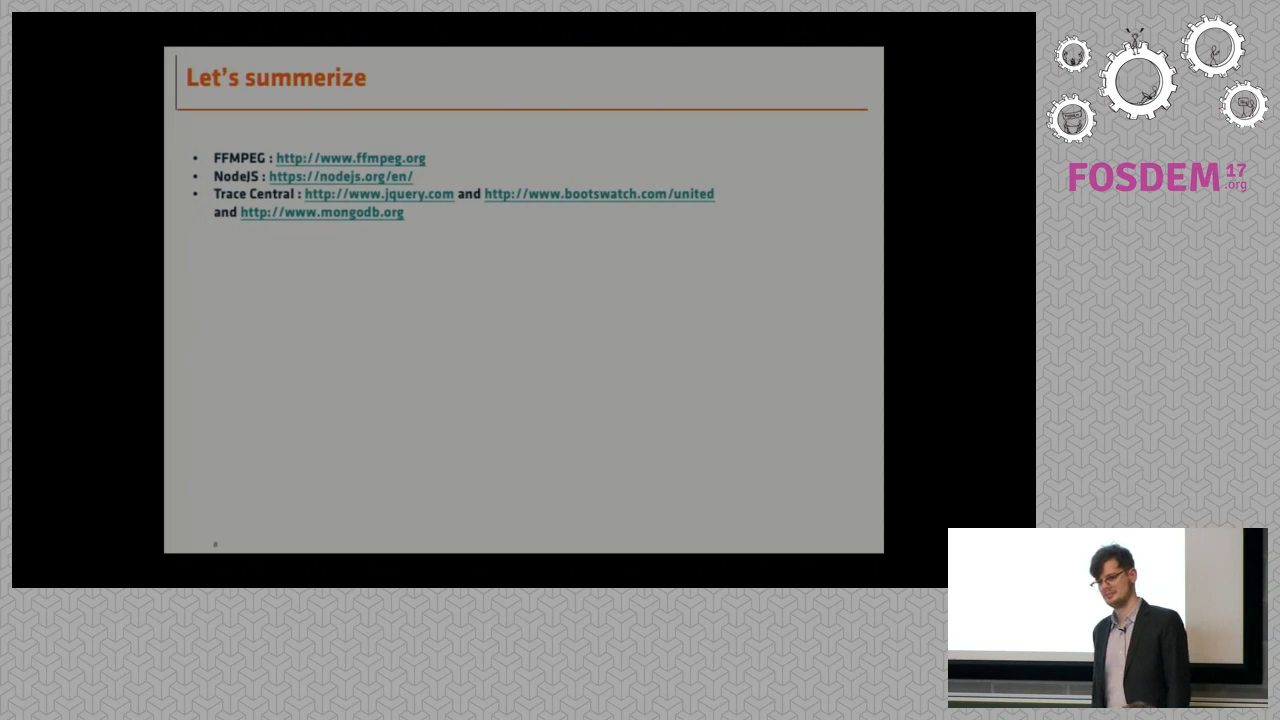 Let's summerize
• FFMPEG : http://www.ffmpeg.org
• NodeJS : https://nodejs.org/en/
• Trace Central : http://www.jquery.com and http://www.bootswatch.com/united
and http://www.mongodb.org
FOSDEM 17
.org